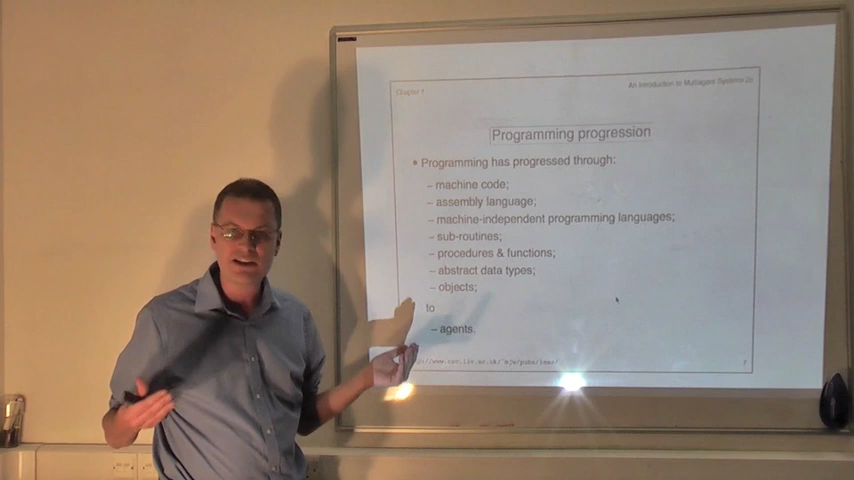 Chapter 1
An Introduction to Multiagent Systems 2e
Programming progression
• Programming has progressed through:
– machine code;
– assembly language;
– machine-independent programming languages;
– sub-routines;
– procedures & functions;
– abstract data types;
– objects;
to
– agents.
7